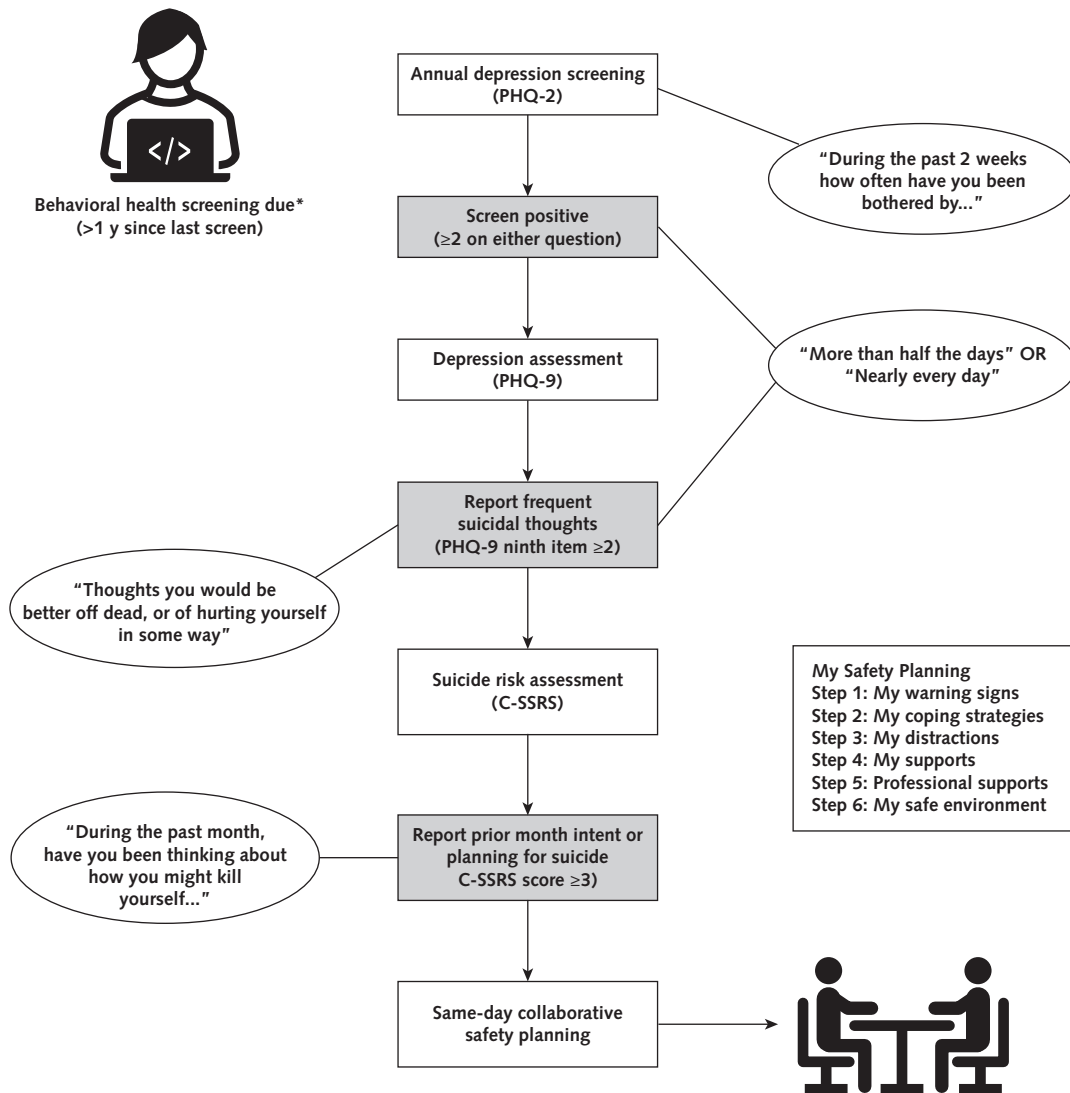 Annual depression screening
(PHQ-2)
</>
Behavioral health screening due*
(>1 y since last screen)
“During the past 2 weeks
how often have you been
bothered by...”
Screen positive
(≥2 on either question)
Depression assessment
(PHQ-9)
“More than half the days” OR
“Nearly every day”
Report frequent
suicidal thoughts
(PHQ-9 ninth item ≥2)
“Thoughts you would be
better off dead, or of hurting yourself
in some way”
Suicide risk assessment
(C-SSRS)
My Safety Planning
Step 1: My warning signs
Step 2: My coping strategies
Step 3: My distractions
Step 4: My supports
Step 5: Professional supports
Step 6: My safe environment
“During the past month,
have you been thinking about
how you might kill
yourself...”
Report prior month intent or
planning for suicide
C-SSRS score ≥3)
Same-day collaborative
safety planning